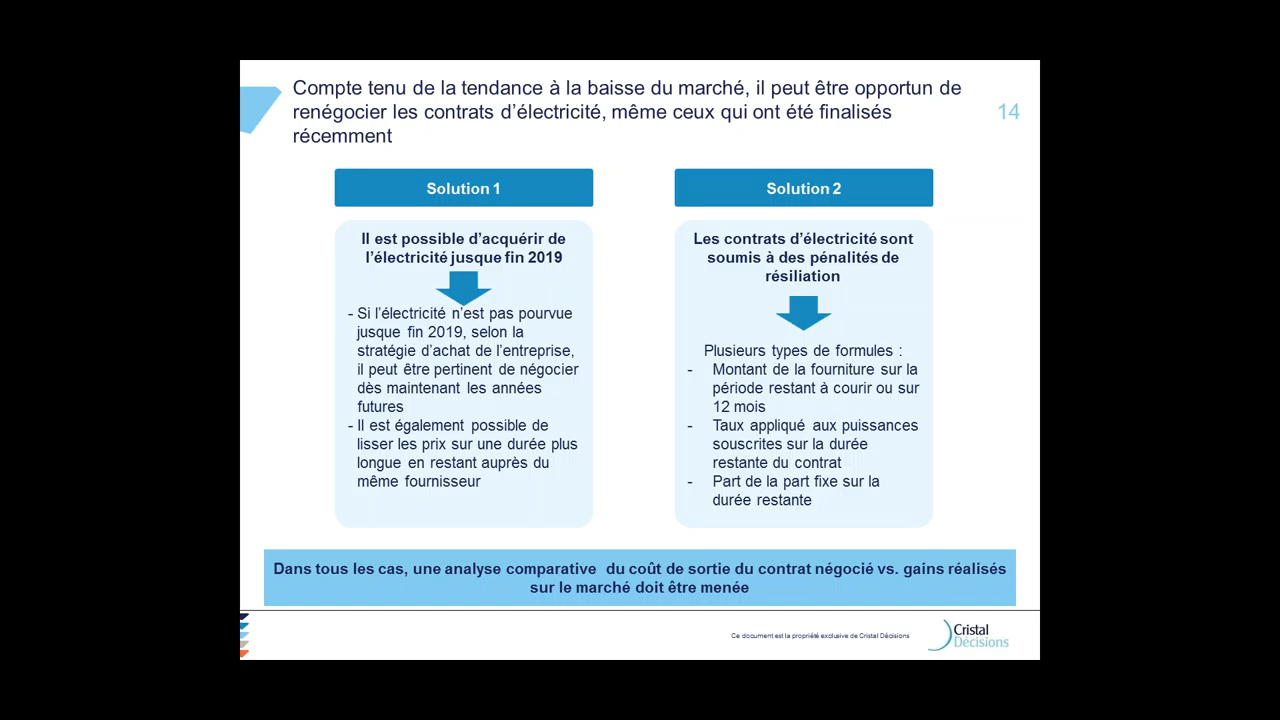 Compte tenu de la tendance à la baisse du marché, il peut être opportun de
renégocier les contrats d’électricité, même ceux qui ont été finalisés
récemment
14
Solution 1
Il est possible d’acquérir de
l’électricité jusque fin 2019
- Si l’électricité n’est pas pourvue
jusque fin 2019, selon la
stratégie d’achat de l’entreprise,
il peut être pertinent de négocier
dès maintenant les années
futures
- Il est également possible de
lisser les prix sur une durée plus
longue en restant auprès du
même fournisseur
Solution 2
Les contrats d’électricité sont
soumis à des pénalités de
résiliation
Plusieurs types de formules :
- Montant de la fourniture sur la
période restant à courir ou sur
12 mois
- Taux appliqué aux puissances
souscrites sur la durée
restante du contrat
- Part de la part fixe sur la
durée restante
Dans tous les cas, une analyse comparative du coût de sortie du contrat négocié vs. gains réalisés
sur le marché doit être menée
Ce document est la propriété exclusive de Cristal Décisions
Cristal
Décisions